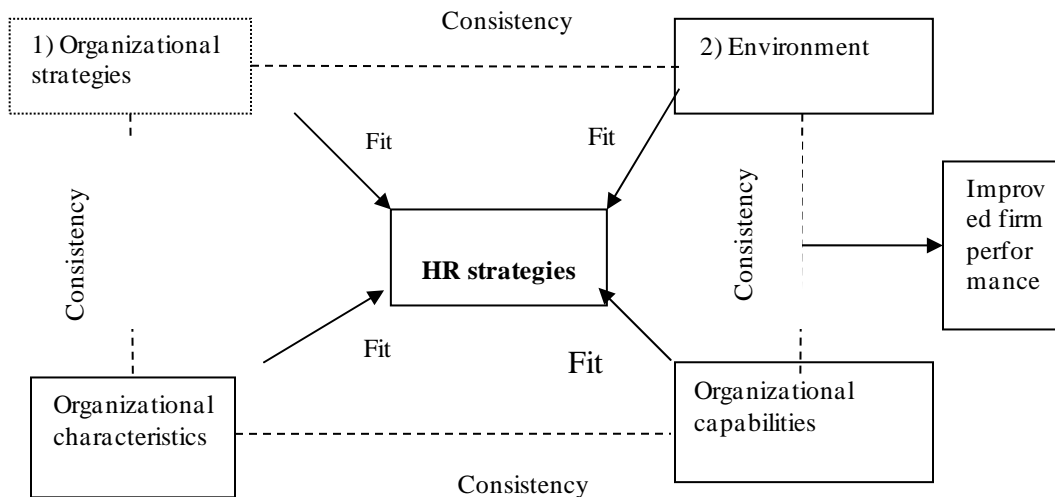 Consistency
1) Organizational
strategies
2) Environment
Fit
Fit
Consistency
Consistency
Improv
ed firm
perfor
mance
HR strategies
Fit
Fit
Organizational
characteristics
Organizational
capabilities
Consistency